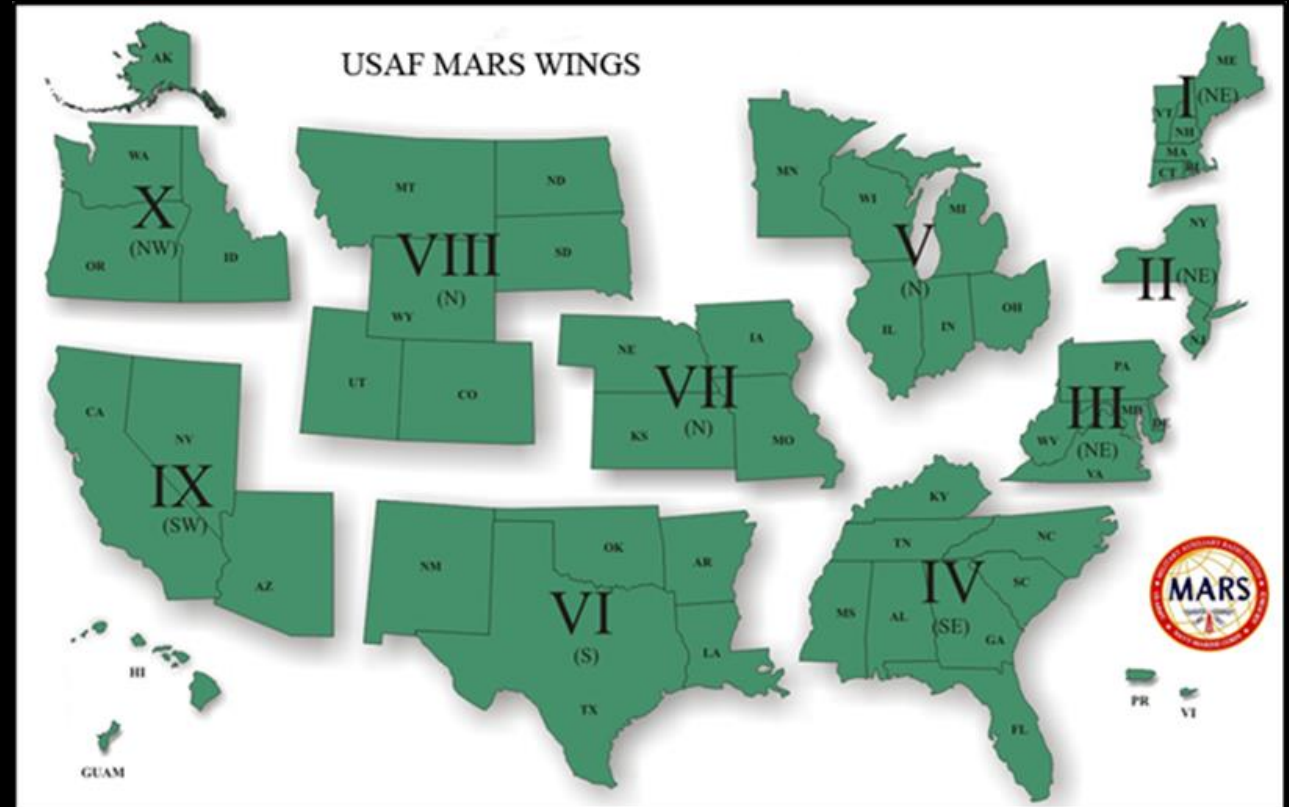 USAF MARS WINGS
AK
WA
X
(NW)
OR
ID
MT
ND
VIII
SD
(N)
WY
UT
CO
MN
WI
MI
V
(N)
IL
IN
OH
ME
I
(NE)
VT
NH
MA
CT
NY
II
(NE)
NJ
PA
III
MD
DE
WV
(NE)
VA
NE
IA
VII
(N)
KS
MO
CA
NV
IX
(SW)
AZ
NM
OK
AR
VI
(S)
LA
TX
KY
TN
NC
IV
SC
MS
AL
(SE)
GA
FL
MARS
HI
GUAM
PR
VI